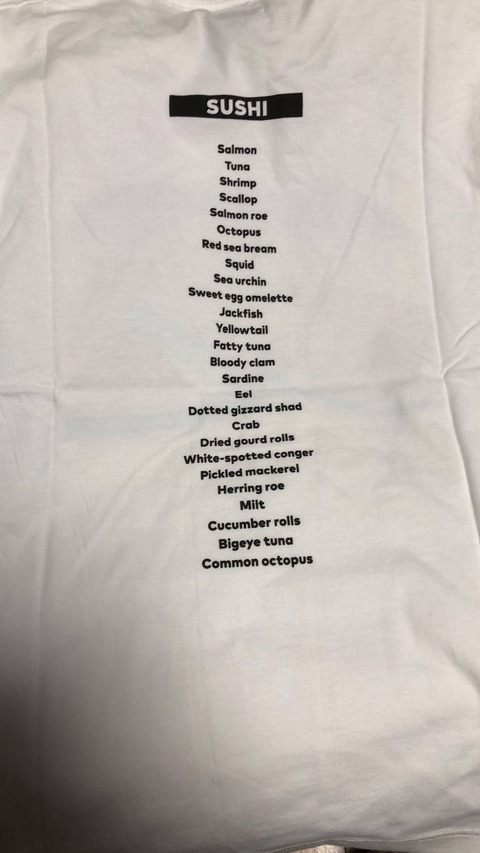 SUSHI
Salmon
Tuna
Shrimp
Scallop
Salmon roe
Octopus
Red sea bream
Squid
Sea urchin
Sweet egg omelette
Jackfish
Yellowtail
Fatty tuna
Bloody clam
Sardine
Eel
Dotted gizzard shad
Crab
Dried gourd rolls
White-spotted conger
Pickled mackerel
Herring roe
Milt
Cucumber rolls
Bigeye tuna
Common octopus